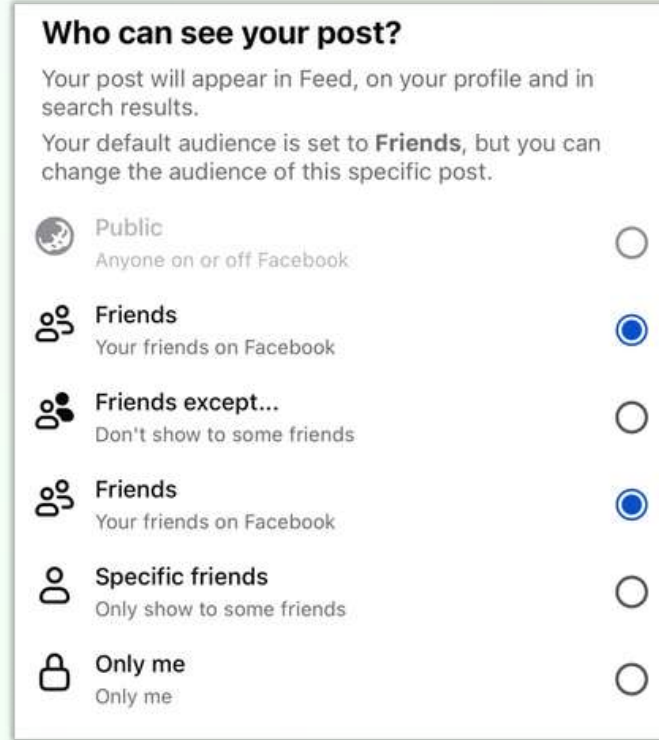 Who can see your post?
Your post will appear in Feed, on your profile and in
search results.
Your default audience is set to Friends, but you can
change the audience of this specific post.
Public
Anyone on or off Facebook
Friends
Your friends on Facebook
Friends except...
Don't show to some friends
Friends
Your friends on Facebook
Specific friends
Only show to some friends
Only me
Only me